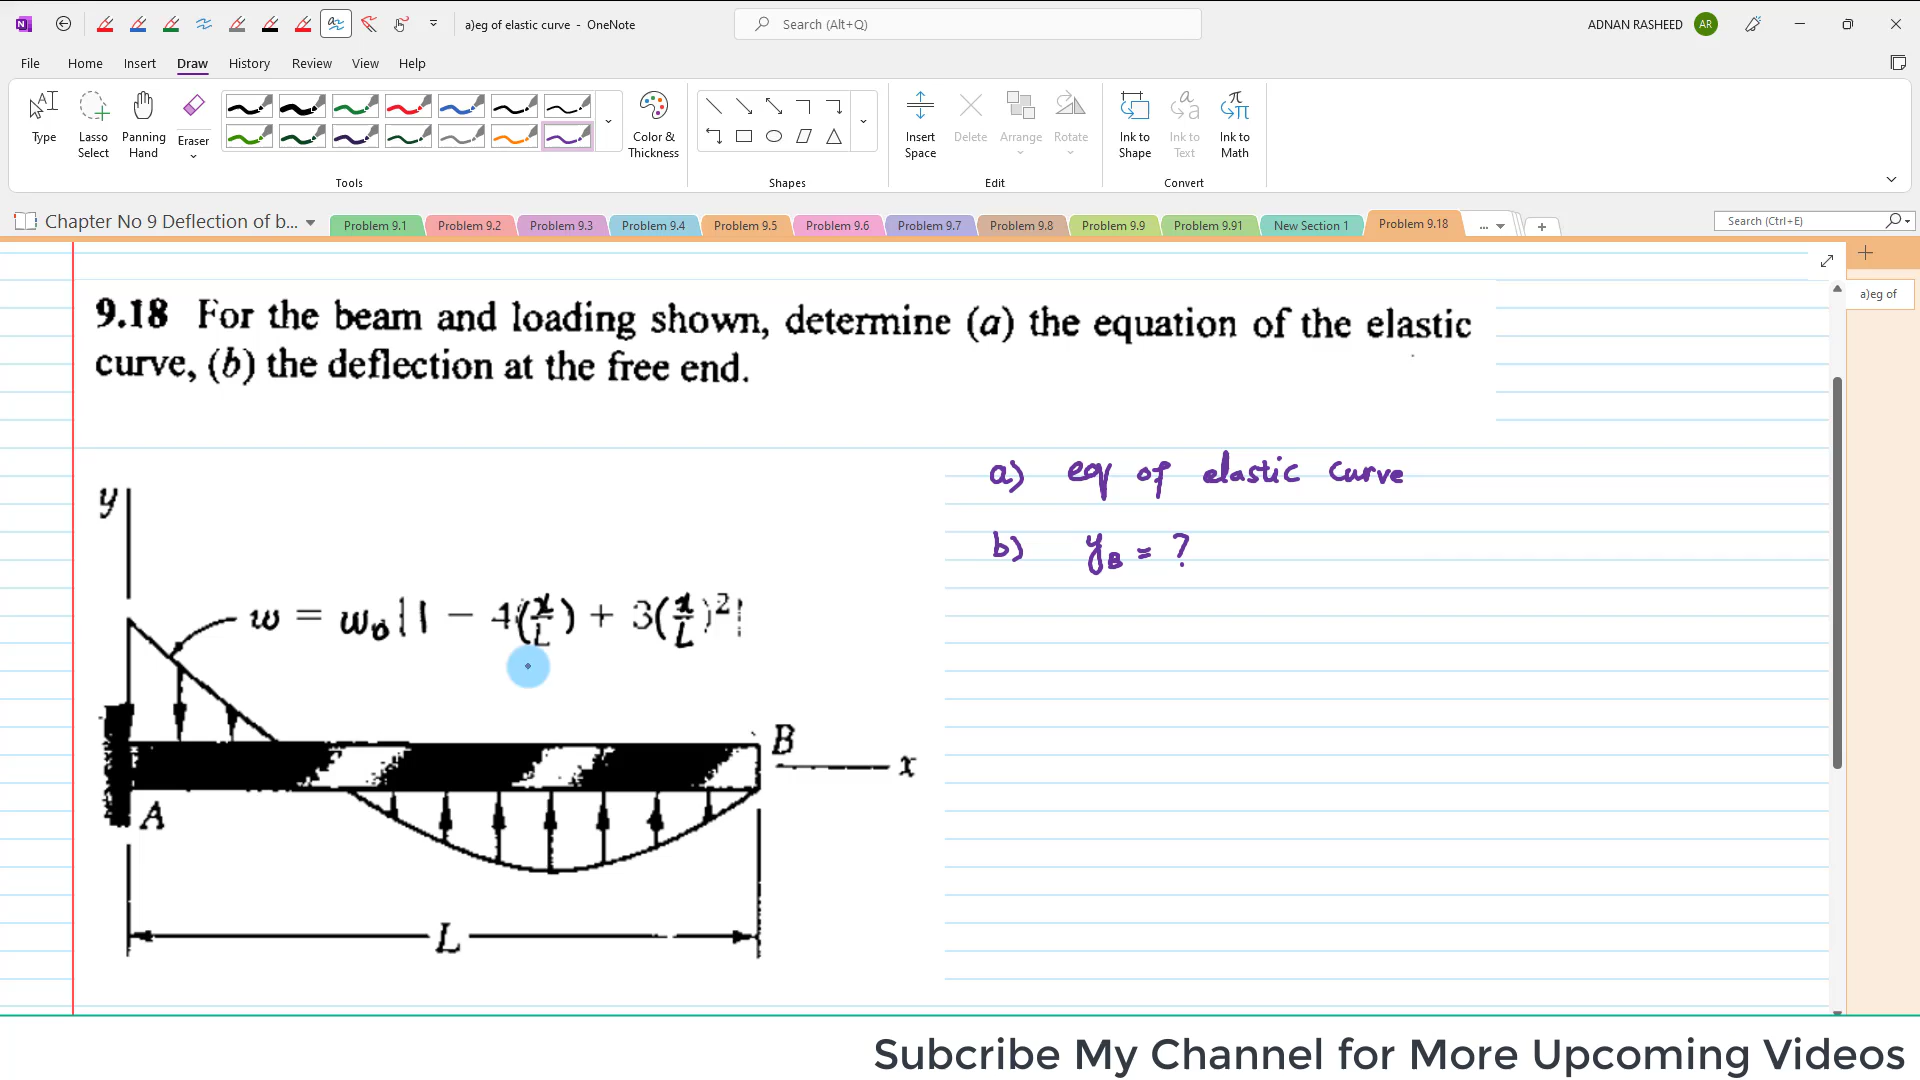 a)eg of elastic curve - OneNote
Search (Alt+Q)
ADNAN RASHEED
AR
File
Home
Insert
Draw
History
Review
View
Help
Type
Lasso
Select
Panning
Hand
Eraser
Color &
Thickness
Insert
Space
Delete
Arrange
Rotate
Ink to
Shape
Ink to
Text
Ink to
Math
Tools
Shapes
Edit
Convert
Chapter No 9 Deflection of b...
Problem 9.1
Problem 9.2
Problem 9.3
Problem 9.4
Problem 9.5
Problem 9.6
Problem 9.7
Problem 9.8
Problem 9.9
Problem 9.91
New Section 1
Problem 9.18
...
Search (Ctrl+E)
a)eg of
9.18 For the beam and loading shown, determine (a) the equation of the elastic
curve, (b) the deflection at the free end.
a) eq of elastic curve
b) yB = ?
y
w = w₀[1 − 4(x/L) + 3(x/L)²]
B
x
A
L
Subcribe My Channel for More Upcoming Videos